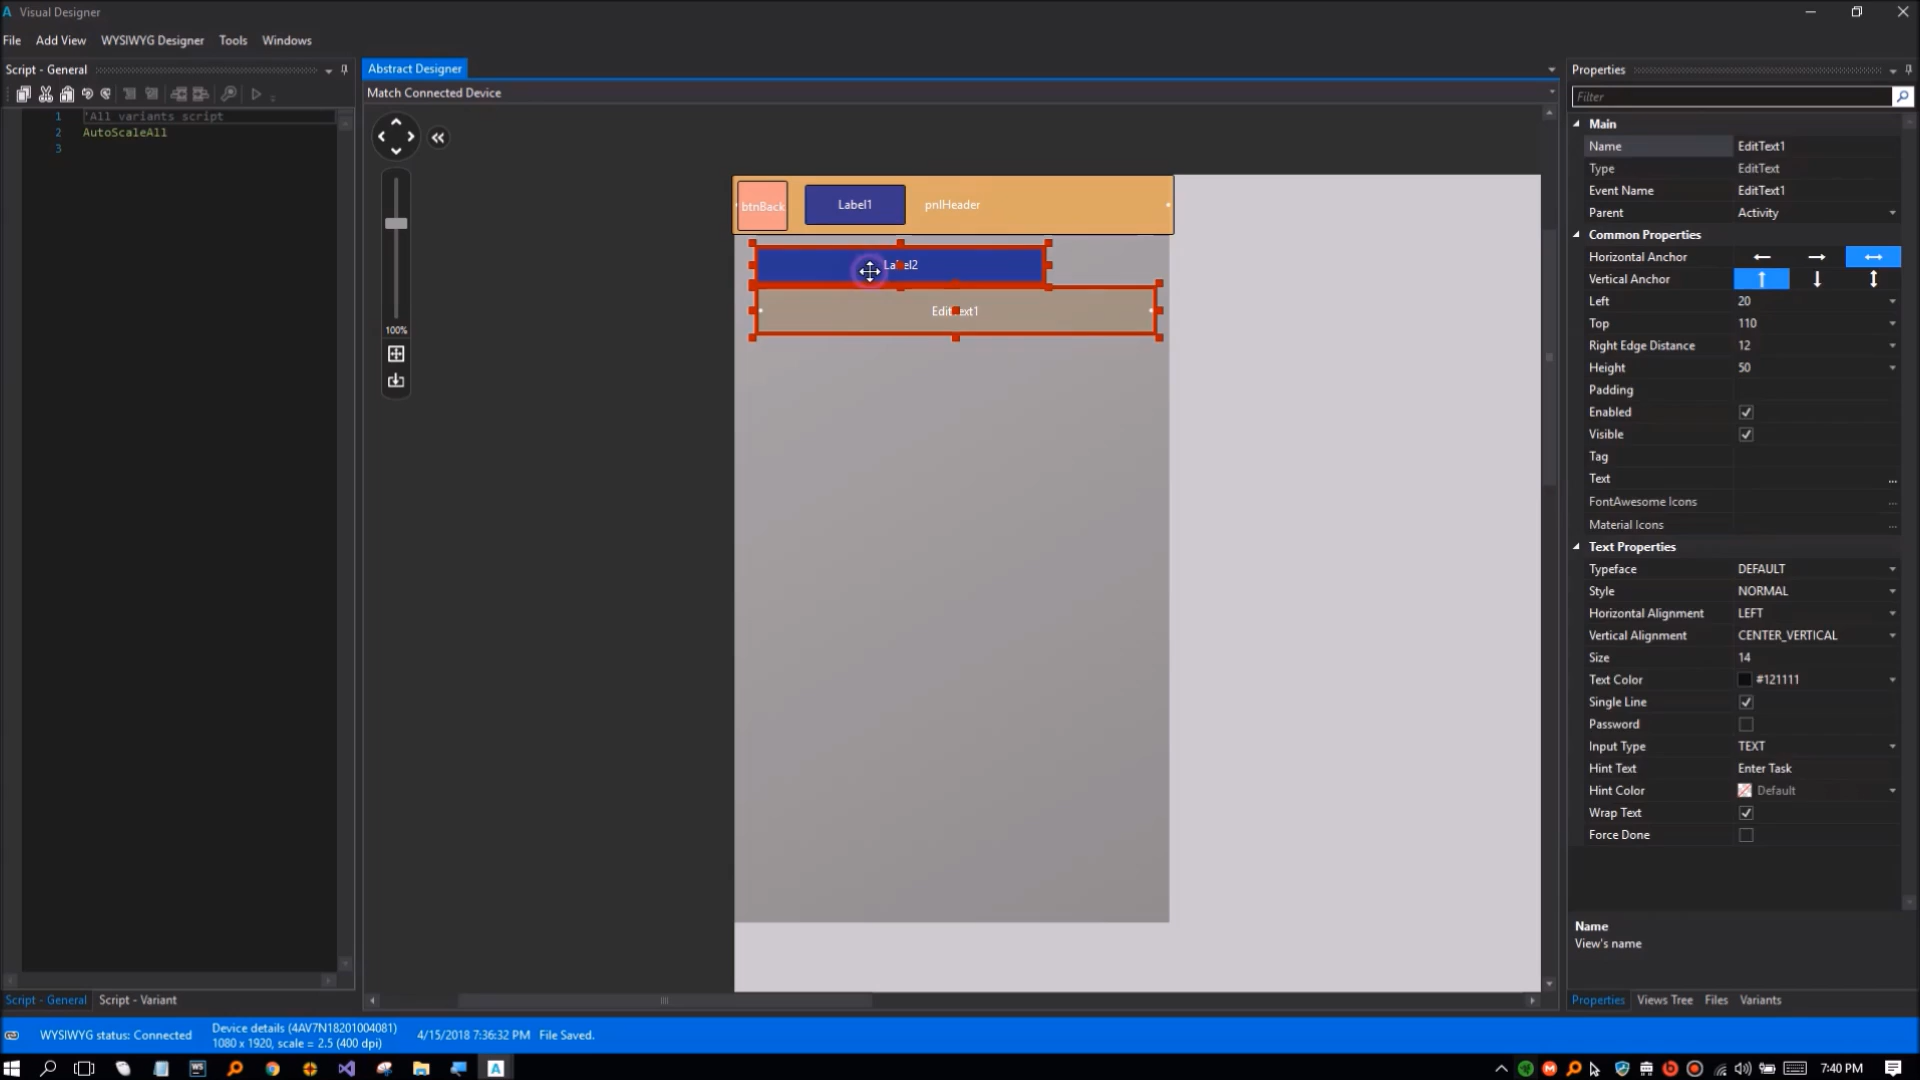 Visual Designer
File Add View WYSIWYG Designer Tools Windows
Script - General
1 'All variants script
2 AutoScaleAll
3
Script - General Script - Variant
Abstract Designer
Match Connected Device
100%
btnBack Label1 pnlHeader
Label2
EditText1
Properties
Filter
Main
Name EditText1
Type EditText
Event Name EditText1
Parent Activity
Common Properties
Horizontal Anchor
Vertical Anchor
Left 20
Top 110
Right Edge Distance 12
Height 50
Padding
Enabled
Visible
Tag
Text ...
FontAwesome Icons ...
Material Icons ...
Text Properties
Typeface DEFAULT
Style NORMAL
Horizontal Alignment LEFT
Vertical Alignment CENTER_VERTICAL
Size 14
Text Color #121111
Single Line
Password
Input Type TEXT
Hint Text Enter Task
Hint Color Default
Wrap Text
Force Done
Name
View's name
Properties Views Tree Files Variants
WYSIWYG status: Connected
Device details (4AV7N18201004081)
1080 x 1920, scale = 2.5 (400 dpi)
4/15/2018 7:36:32 PM File Saved.
7:40 PM